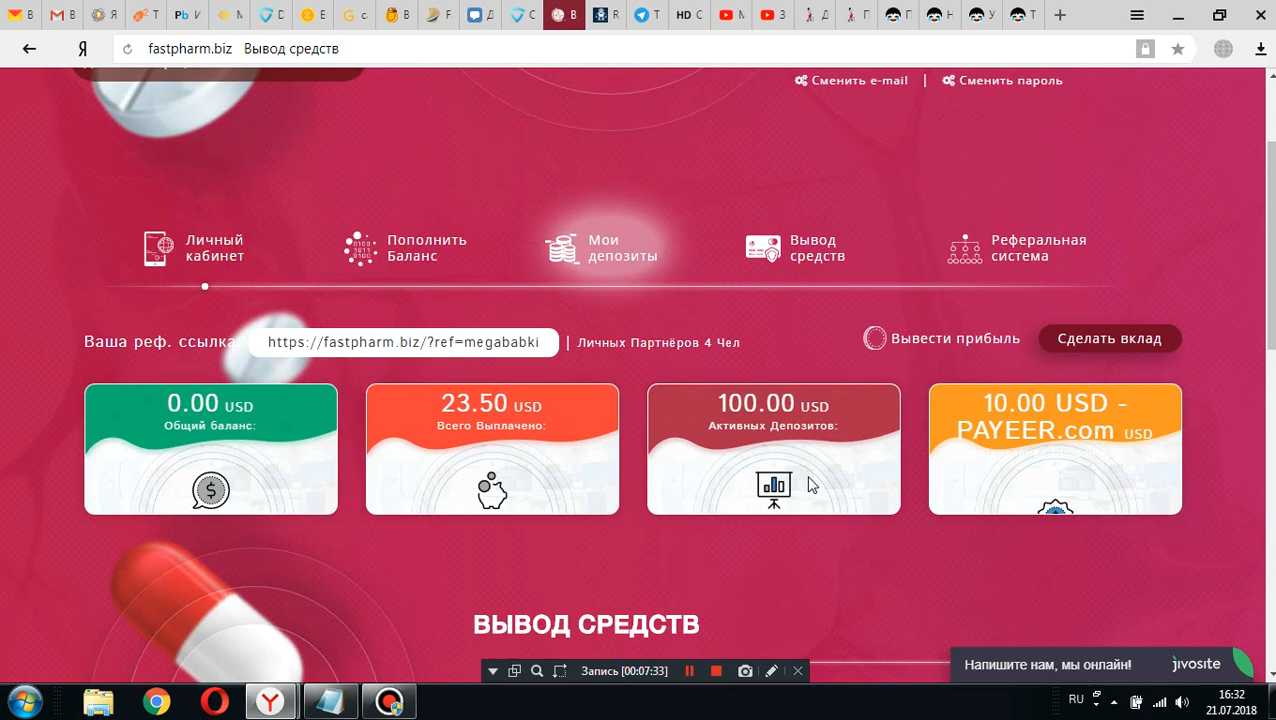 В
М
Я
Т
Pb И
М
D
Е
С
В
F
Д
С
В
R
Т
HD С
М
З
Д
П
П
Н
У
Т
Я
fastpharm.biz Вывод средств
Сменить e-mail | Сменить пароль
Личный
кабинет
Пополнить
Баланс
Мои
депозиты
Вывод
средств
Реферальная
система
Ваша реф. ссылка
https://fastpharm.biz/?ref=megababki
| Личных Партнёров 4 Чел
Вывести прибыль
Сделать вклад
0.00 USD
Общий баланс:
23.50 USD
Всего Выплачено:
100.00 USD
Активных Депозитов:
10.00 USD -
PAYEER.com USD
ВЫВОД СРЕДСТВ
Запись [00:07:33]
Напишите нам, мы онлайн!
jivosite
RU
16:32
21.07.2018